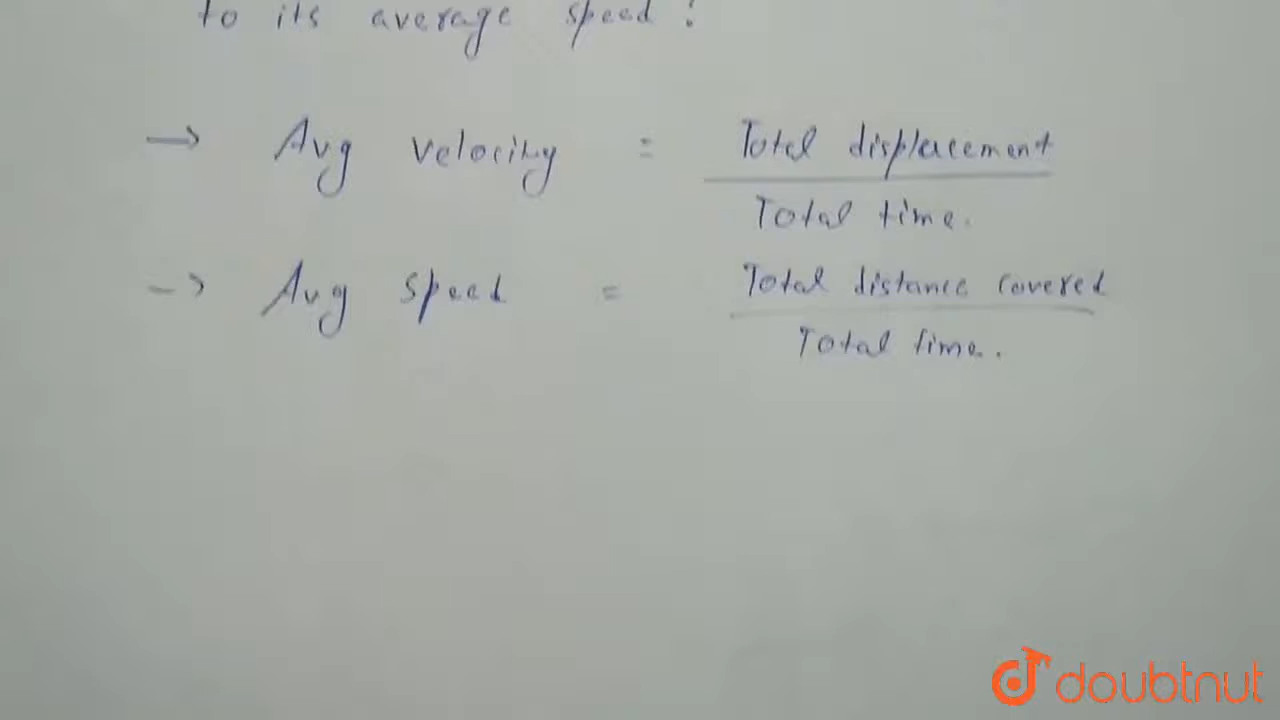 to its average speed ?
→ Avg velocity = Total displacement
Total time.
→ Avg speed = Total distance covered
Total time.
doubtnut